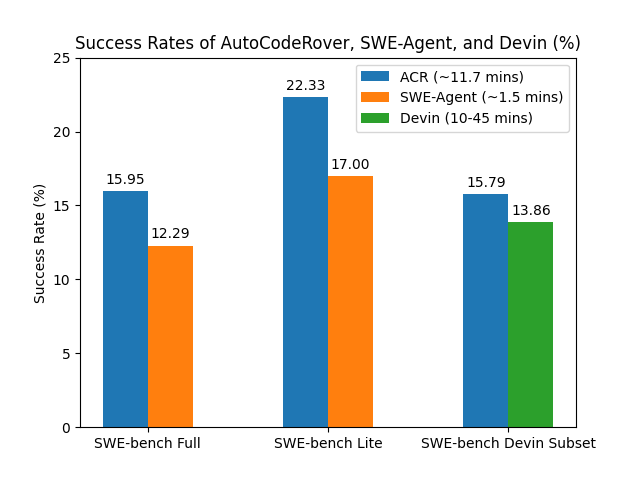 Success Rates of AutoCodeRover, SWE-Agent, and Devin (%)
25
20
15
10
5
0
Success Rate (%)
ACR (~11.7 mins)
SWE-Agent (~1.5 mins)
Devin (10-45 mins)
15.95
12.29
22.33
17.00
15.79
13.86
SWE-bench Full
SWE-bench Lite
SWE-bench Devin Subset